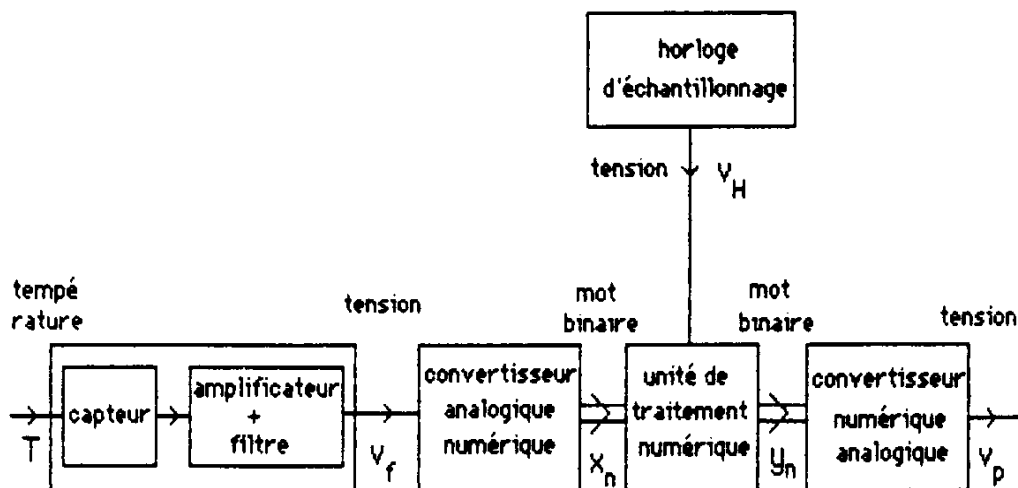 horloge
d'échantillonnage
tension
V_H
tempé
rature
tension
mot
binaire
mot
binaire
tension
capteur
amplificateur
+
filtre
convertisseur
analogique
numérique
unité de
traitement
numérique
convertisseur
numérique
analogique
T
V_f
X_n
y_n
V_p